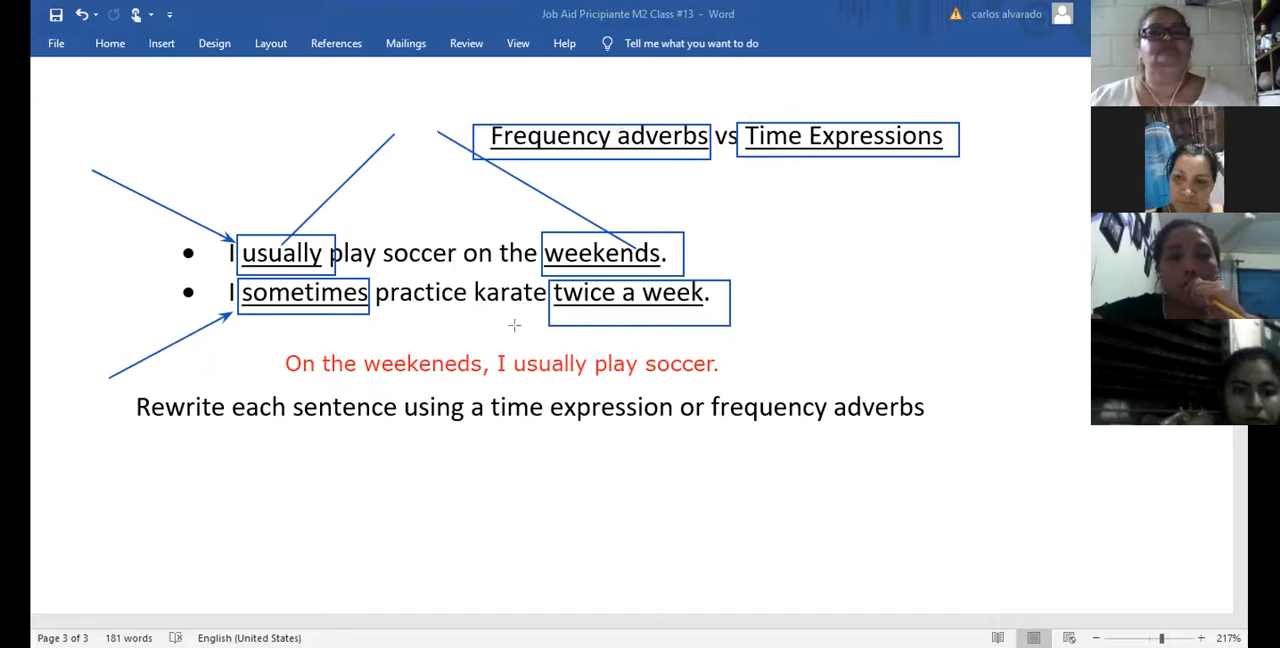 Job Aid Pricipiante M2 Class #13 - Word
carlos alvarado
File Home Insert Design Layout References Mailings Review View Help Tell me what you want to do
Frequency adverbs vs Time Expressions
• I usually play soccer on the weekends.
• I sometimes practice karate twice a week.
On the weekeneds, I usually play soccer.
Rewrite each sentence using a time expression or frequency adverbs
Page 3 of 3 181 words English (United States) 217%